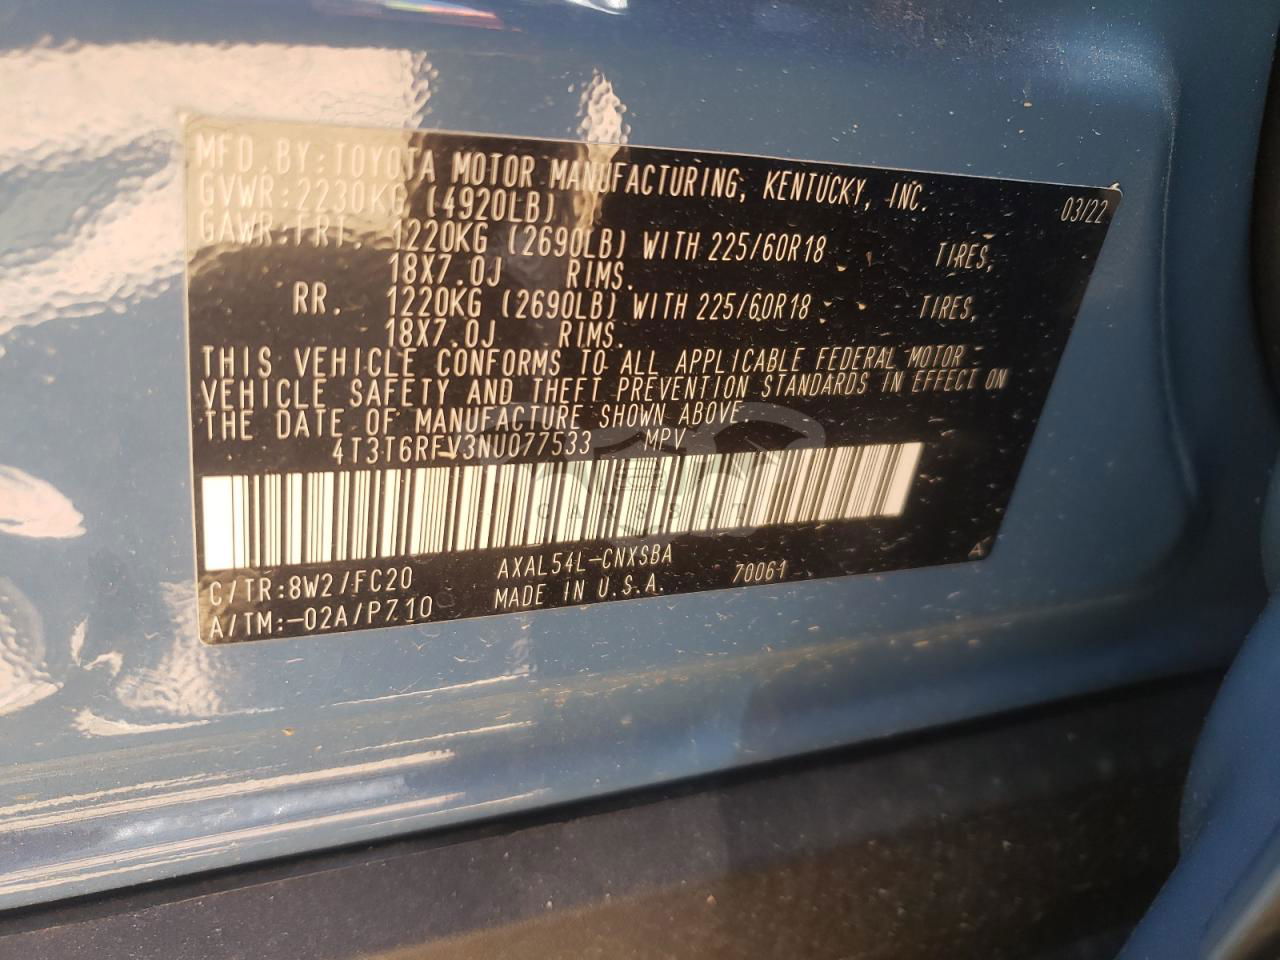 MFD. BY: TOYOTA MOTOR MANUFACTURING, KENTUCKY, INC.
03/22
GVWR: 2230KG (4920LB)
GAWR: FRT. 1220KG (2690LB) WITH 225/60R18 TIRES,
18X7.0J RIMS.
RR. 1220KG (2690LB) WITH 225/60R18 TIRES,
18X7.0J RIMS.
THIS VEHICLE CONFORMS TO ALL APPLICABLE FEDERAL MOTOR
VEHICLE SAFETY AND THEFT PREVENTION STANDARDS IN EFFECT ON
THE DATE OF MANUFACTURE SHOWN ABOVE.
4T3T6RFV3NU077533 MPV
CARSSAT
C/TR:8W2/FC20 AXAL54L-CNXSBA 70061 A
A/TM:-02A/P710 MADE IN U.S.A.